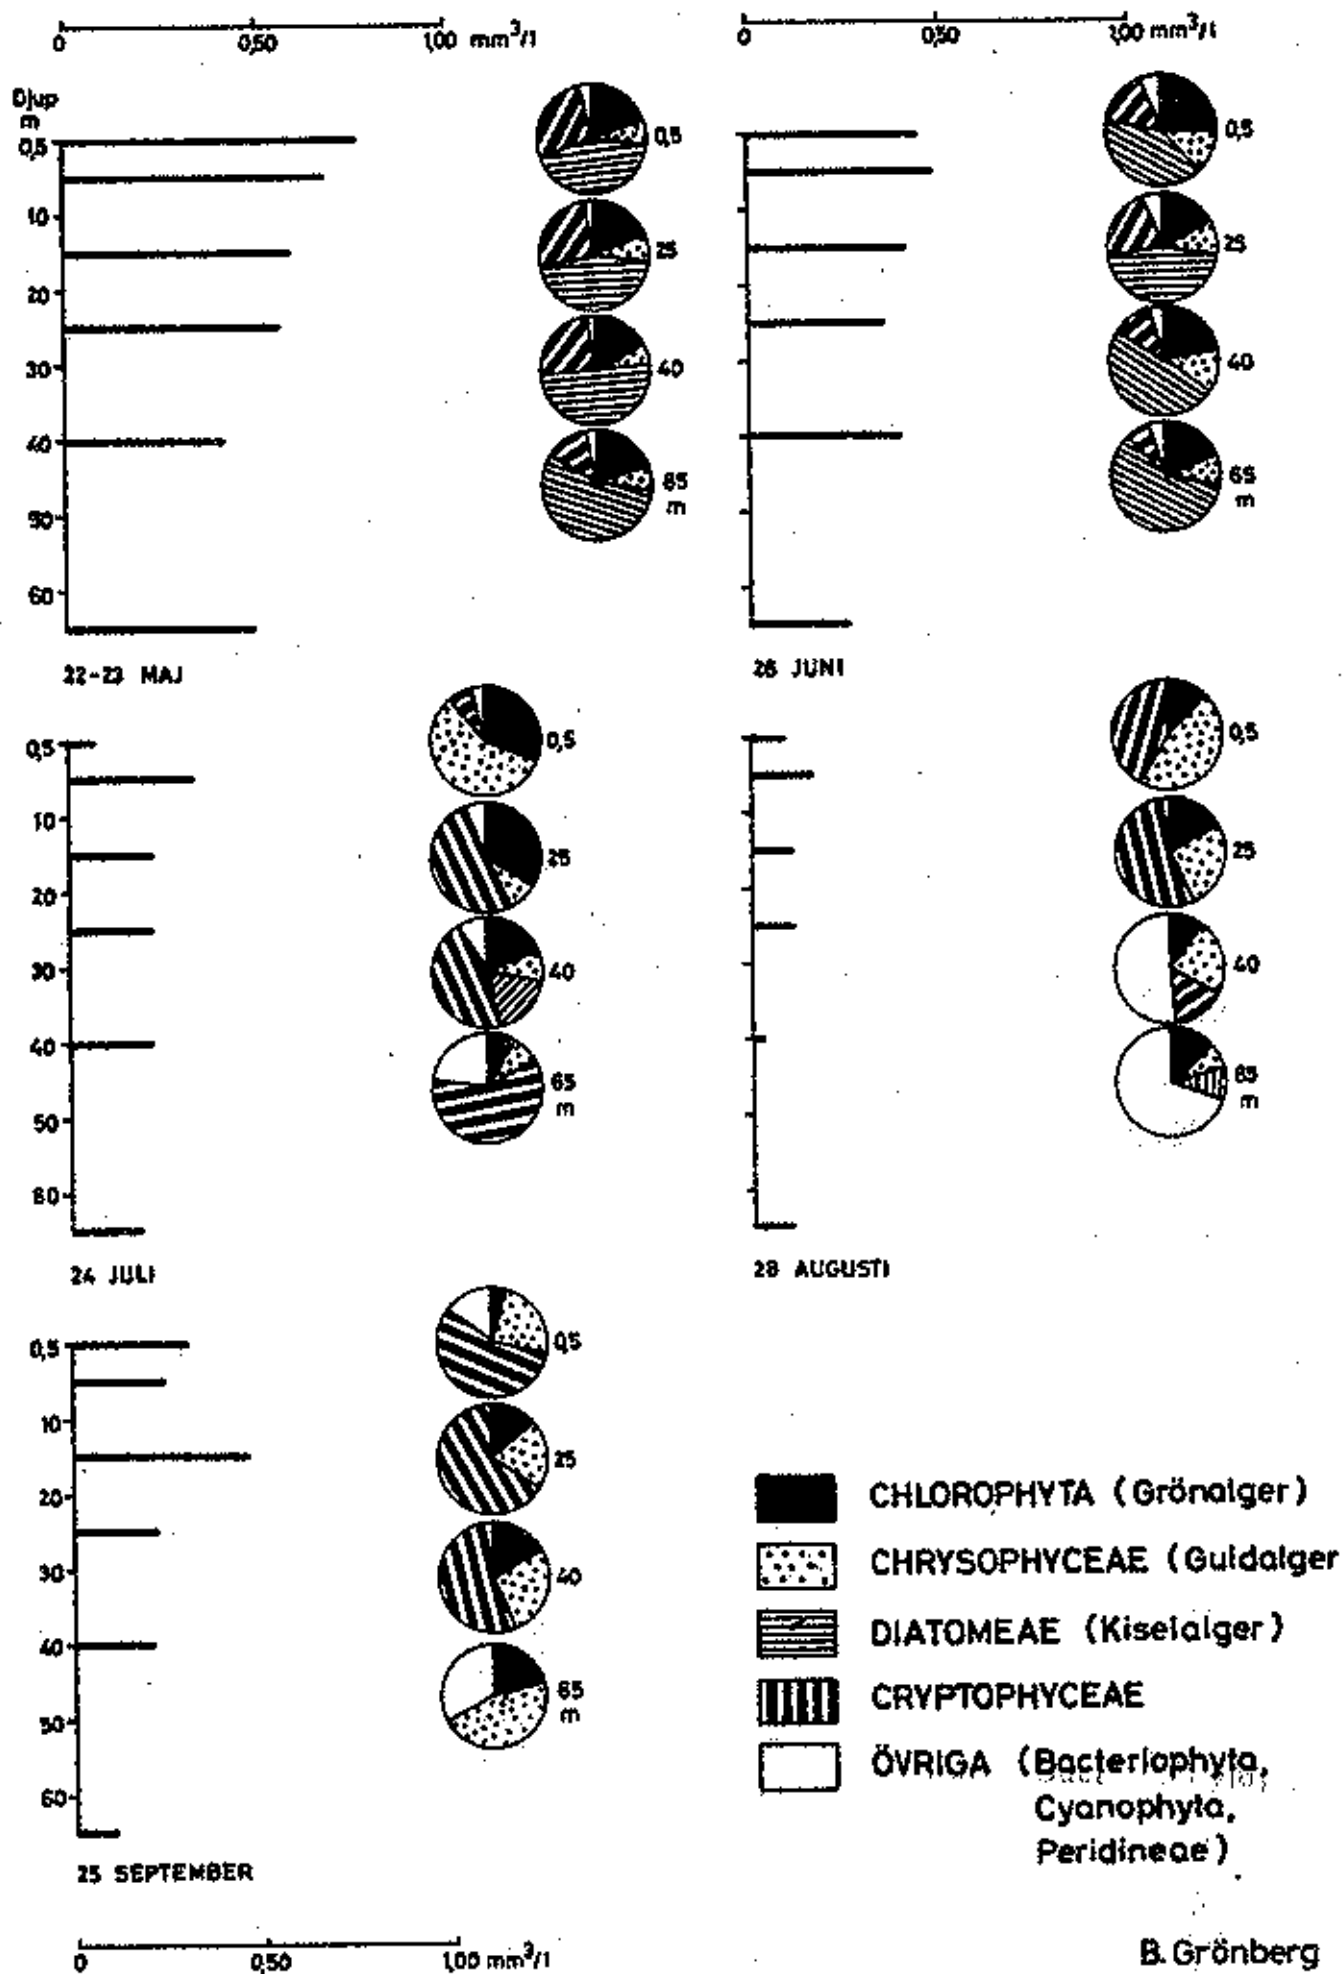 0 0,50 1,00 mm³/l
0 0,50 1,00 mm³/l
Djup
m
0,5
10
20
30
40
50
60
0,5
25
40
65
m
22-23 MAJ
0,5
25
40
65
m
26 JUNI
0,5
10
20
30
40
50
60
0,5
25
40
65
m
24 JULI
0,5
25
40
65
m
28 AUGUSTI
0,5
10
20
30
40
50
60
0,5
25
40
65
m
25 SEPTEMBER
0 0,50 1,00 mm³/l
CHLOROPHYTA (Grönalger)
CHRYSOPHYCEAE (Guldalger
DIATOMEAE (Kiselalger)
CRYPTOPHYCEAE
ÖVRIGA (Bacteriophyta,
Cyanophyta,
Peridineae)
B. Grönberg